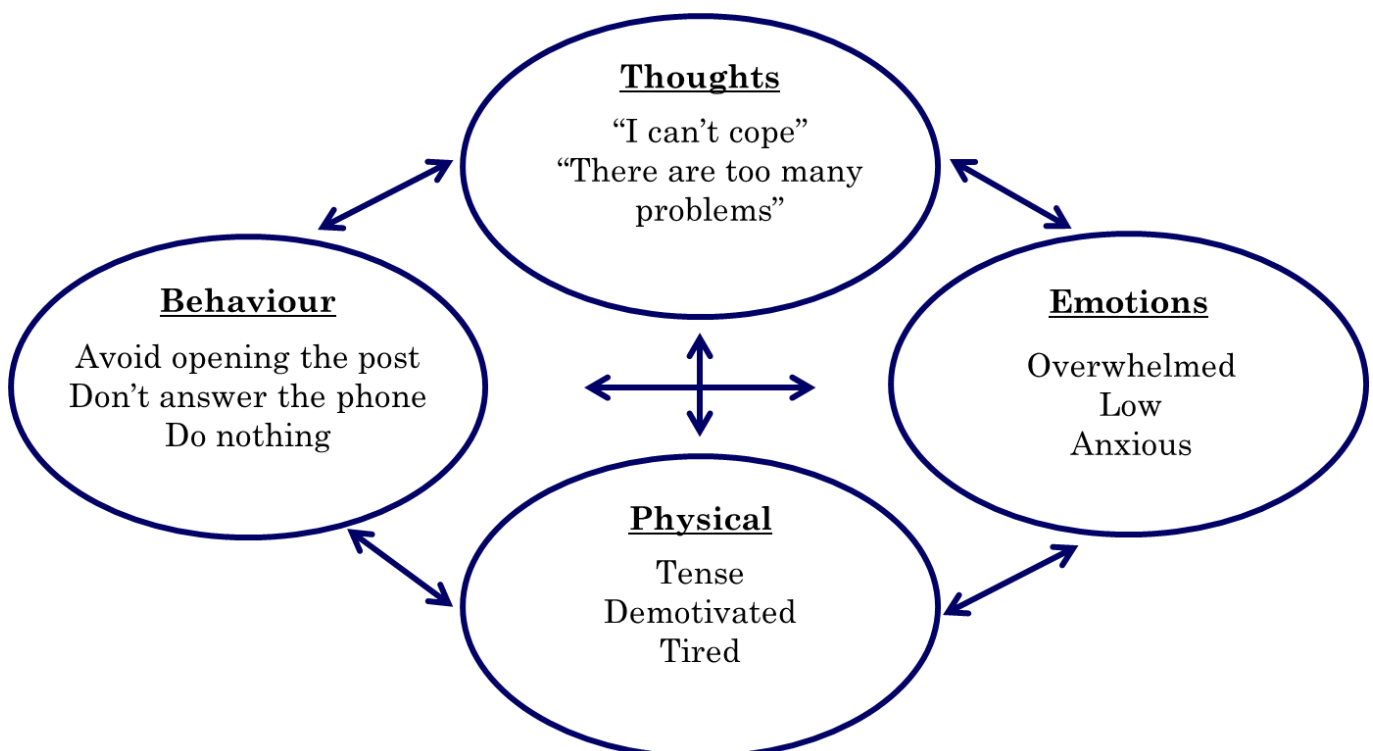 Thoughts
“I can’t cope”
“There are too many
problems”
Behaviour
Avoid opening the post
Don’t answer the phone
Do nothing
Emotions
Overwhelmed
Low
Anxious
Physical
Tense
Demotivated
Tired